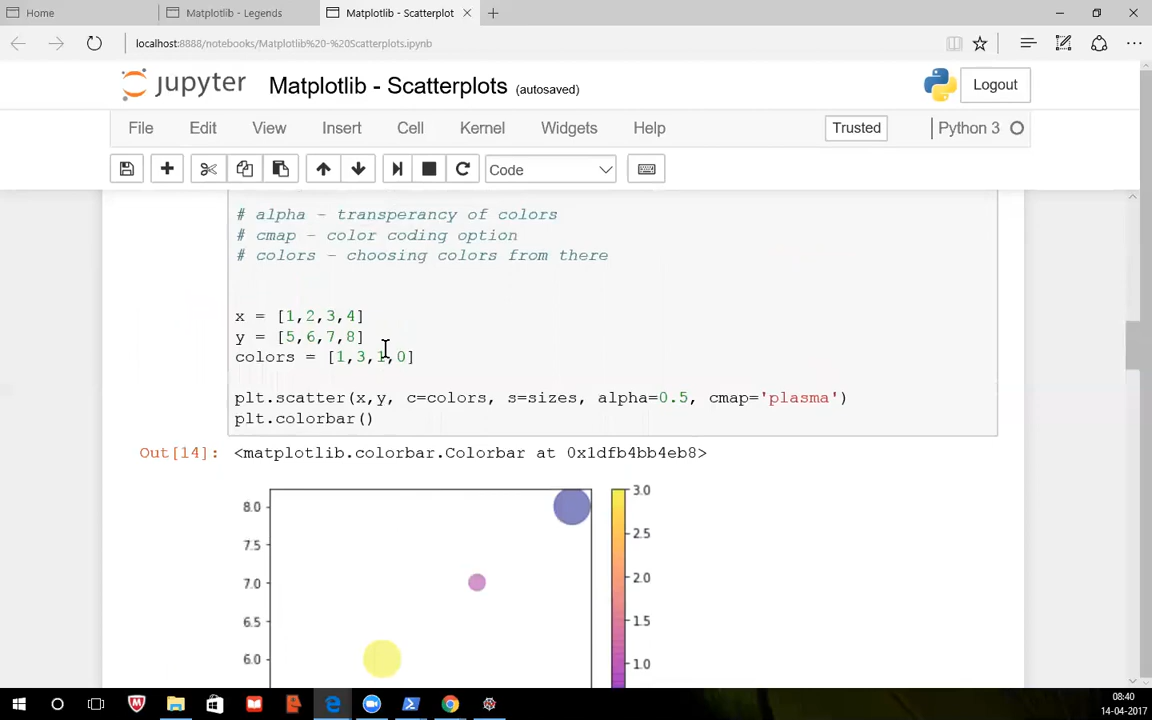 Home
Matplotlib - Legends
Matplotlib - Scatterplot
localhost:8888/notebooks/Matplotlib%20-%20Scatterplots.ipynb
jupyter
Matplotlib - Scatterplots (autosaved)
Logout
File Edit View Insert Cell Kernel Widgets Help
Trusted
Python 3
Code
# alpha - transperancy of colors
# cmap - color coding option
# colors - choosing colors from there
x = [1,2,3,4]
y = [5,6,7,8]
colors = [1,3,1,0]
plt.scatter(x,y, c=colors, s=sizes, alpha=0.5, cmap='plasma')
plt.colorbar()
Out[14]: <matplotlib.colorbar.Colorbar at 0x1dfb4bb4eb8>
8.0
7.5
7.0
6.5
6.0
3.0
2.5
2.0
1.5
1.0
08:40
14-04-2017